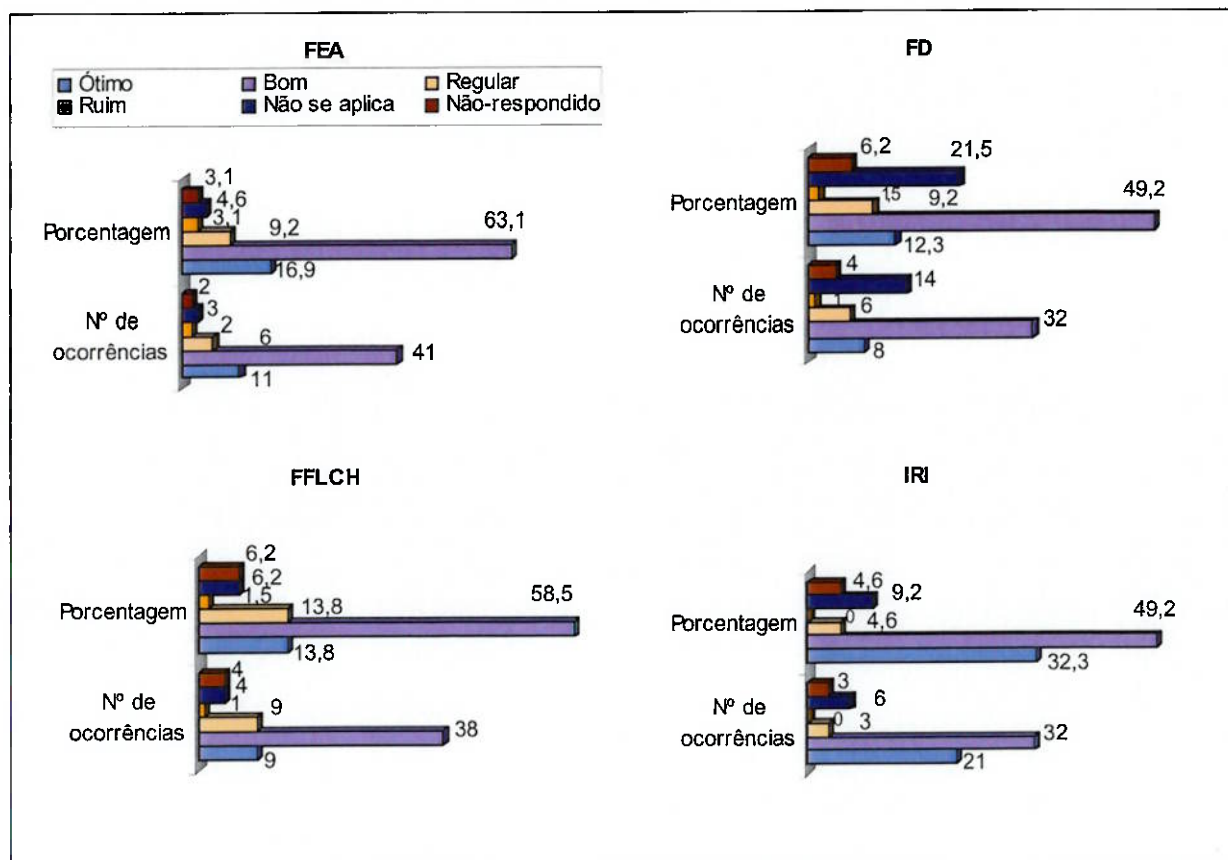 FEA
Ótimo Bom Regular
Ruim Não se aplica Não-respondido
Porcentagem
3,1
4,6
3,1
9,2
63,1
16,9
Nº de
ocorrências
2
3
2
6
41
11
FD
Porcentagem
6,2
21,5
1,5
9,2
49,2
12,3
Nº de
ocorrências
4
14
1
6
32
8
FFLCH
Porcentagem
6,2
6,2
1,5
13,8
58,5
13,8
Nº de
ocorrências
4
4
1
9
38
9
IRI
Porcentagem
4,6
9,2
0
4,6
49,2
32,3
Nº de
ocorrências
3
6
0
3
32
21